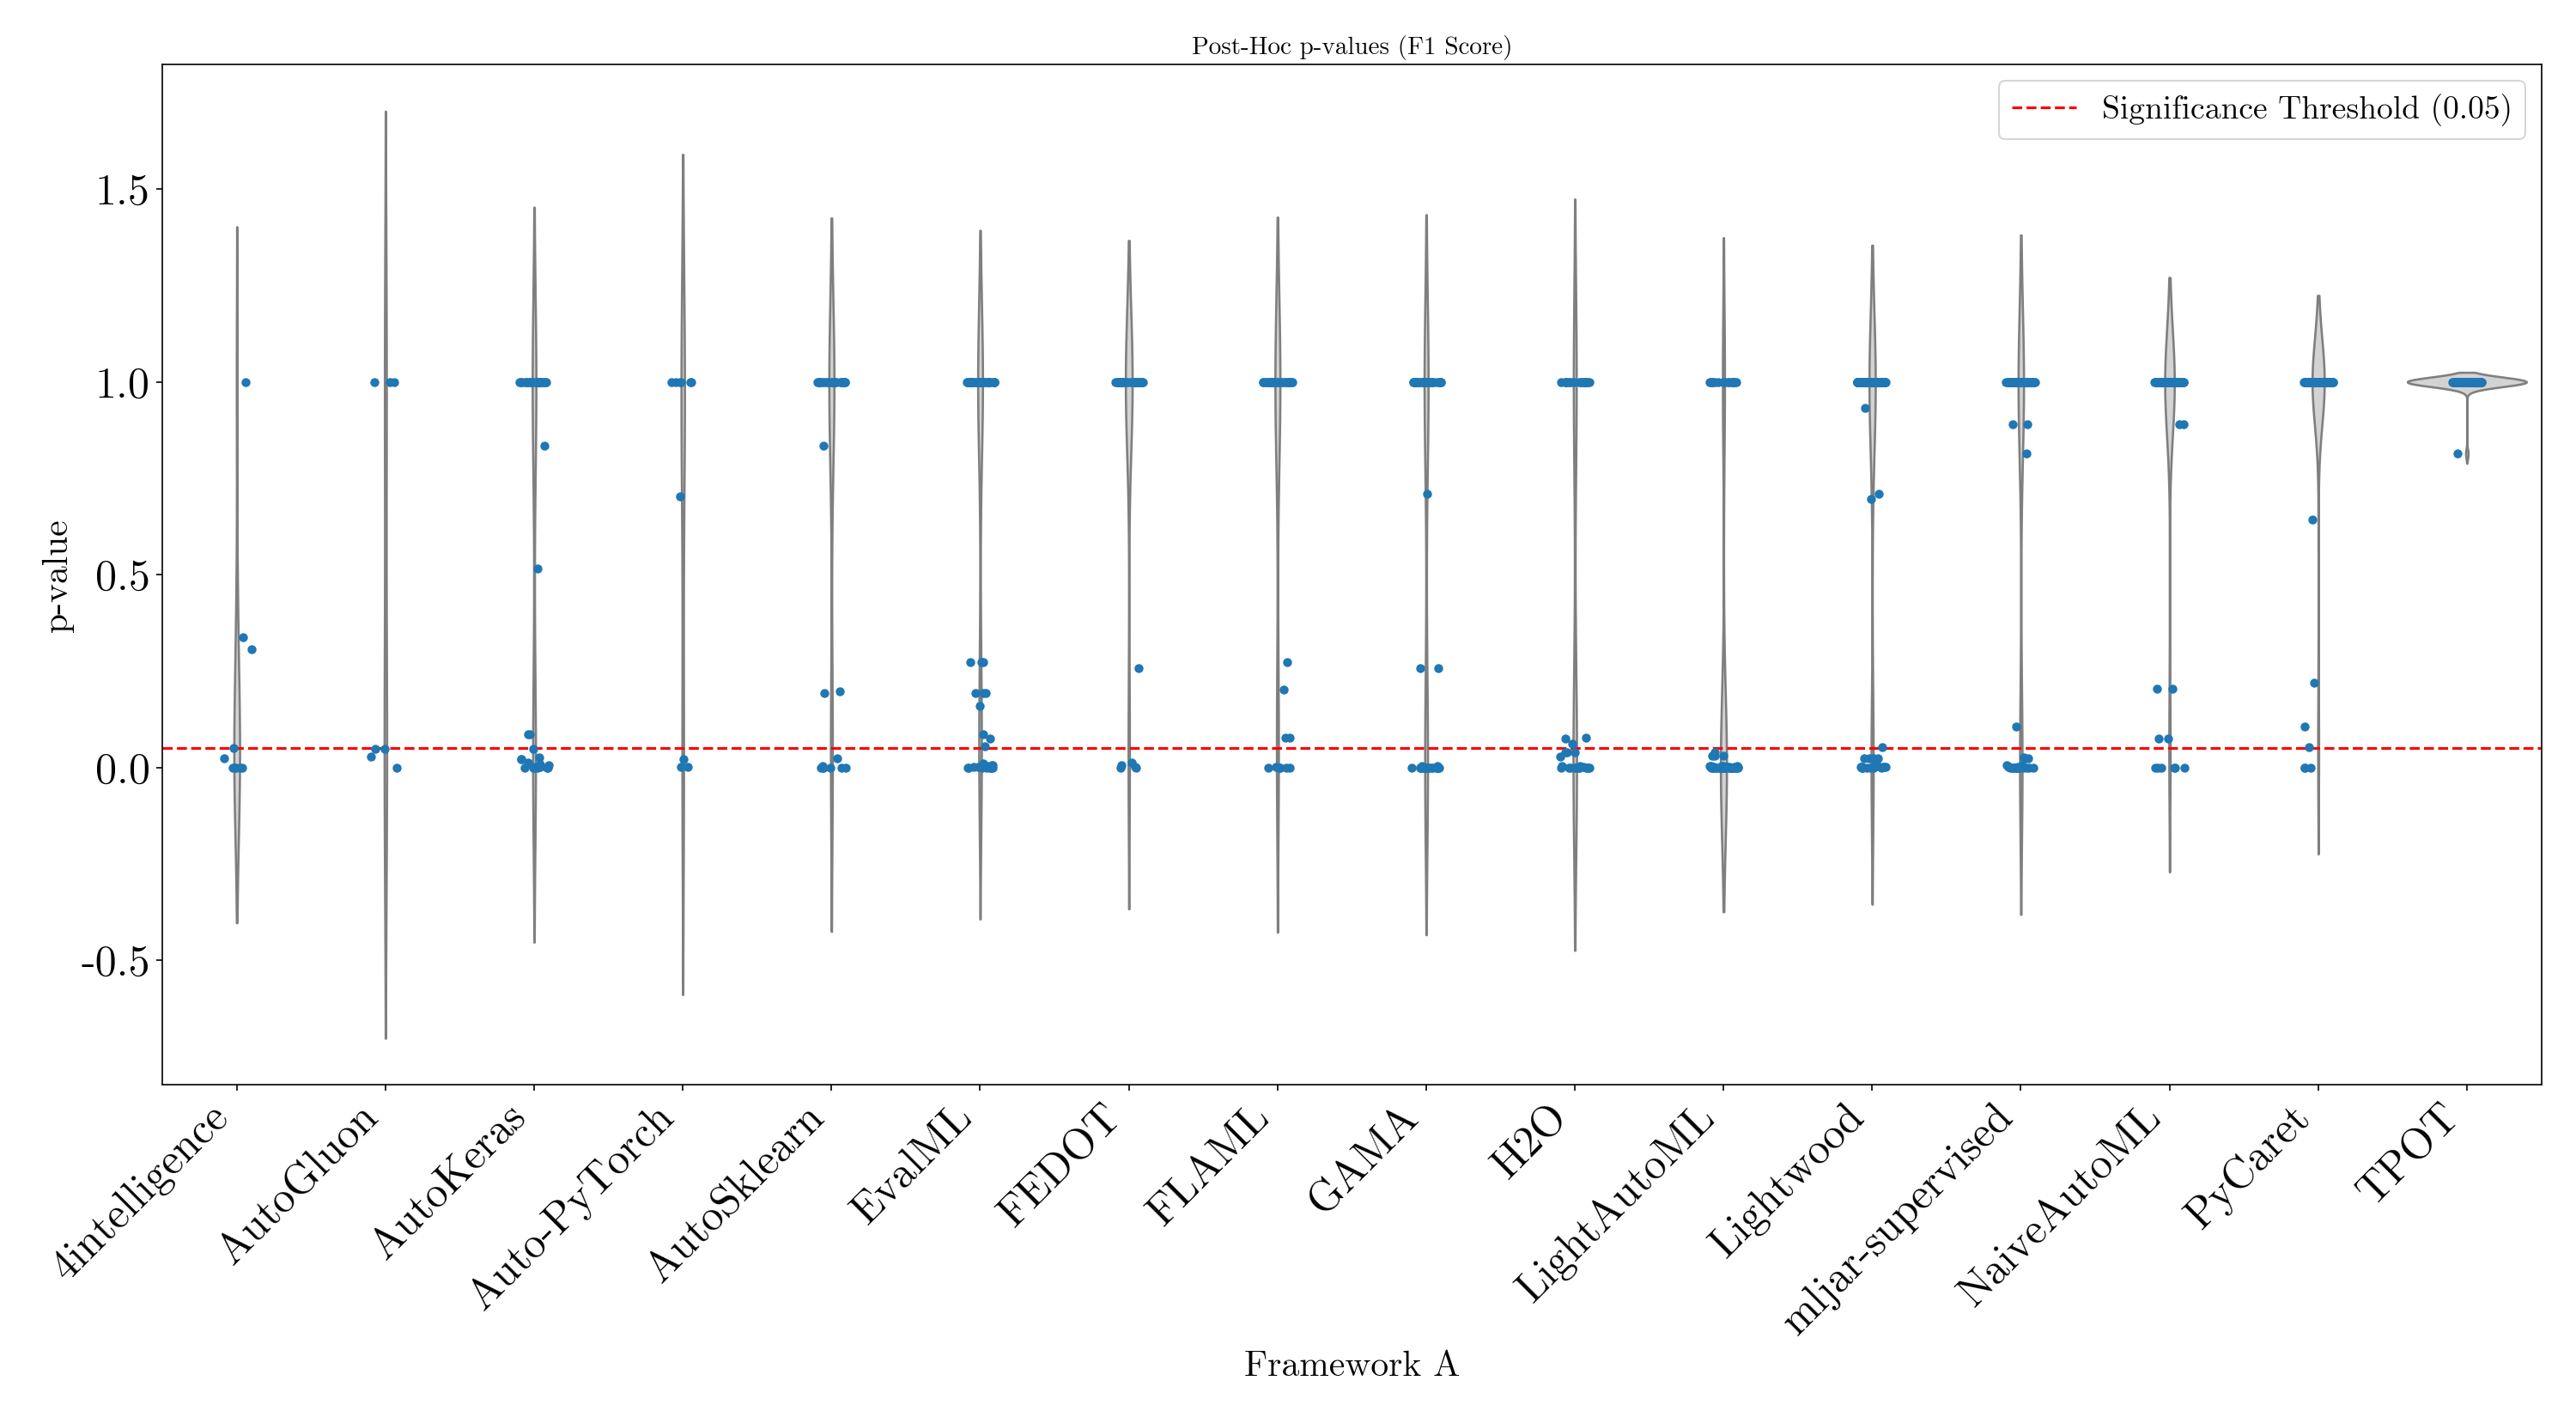 Post-Hoc p-values (F1 Score)
Significance Threshold (0.05)
p-value
1.5
1.0
0.5
0.0
-0.5
4intelligence
AutoGluon
AutoKeras
Auto-PyTorch
AutoSklearn
EvalML
FEDOT
FLAML
GAMA
H2O
LightAutoML
Lightwood
mljar-supervised
NaiveAutoML
PyCaret
TPOT
Framework A